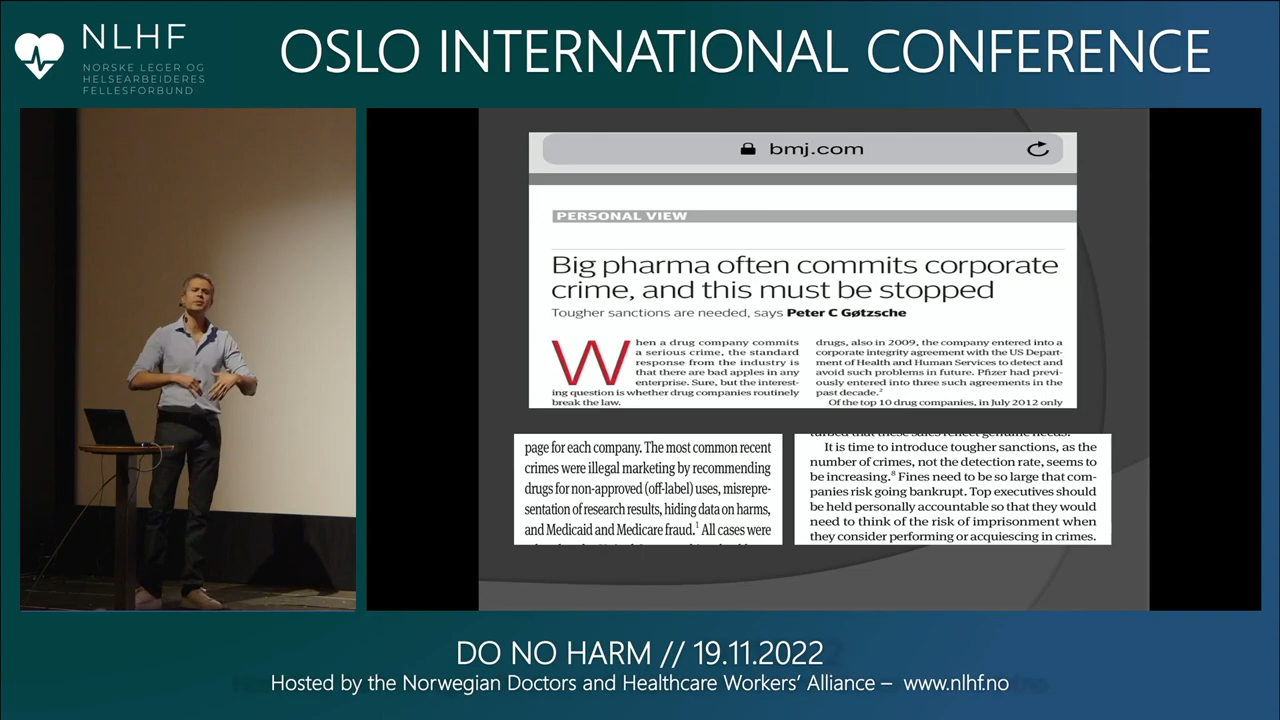 NLHF
NORSKE LEGER OG
HELSEARBEIDERES
FELLESFORBUND
OSLO INTERNATIONAL CONFERENCE
bmj.com
PERSONAL VIEW
Big pharma often commits corporate
crime, and this must be stopped
Tougher sanctions are needed, says Peter C Gøtzsche
When a drug company commits
a serious crime, the standard
response from the industry is
that there are bad apples in any
enterprise. Sure, but the interest-
ing question is whether drug companies routinely
break the law.
drugs, also in 2009, the company entered into a
corporate integrity agreement with the US Depart-
ment of Health and Human Services to detect and
avoid such problems in future. Pfizer had previ-
ously entered into three such agreements in the
past decade.2
Of the top 10 drug companies, in July 2012 only
page for each company. The most common recent
crimes were illegal marketing by recommending
drugs for non-approved (off-label) uses, misrepre-
sentation of research results, hiding data on harms,
and Medicaid and Medicare fraud.1 All cases were
It is time to introduce tougher sanctions, as the
number of crimes, not the detection rate, seems to
be increasing.8 Fines need to be so large that com-
panies risk going bankrupt. Top executives should
be held personally accountable so that they would
need to think of the risk of imprisonment when
they consider performing or acquiescing in crimes.
DO NO HARM // 19.11.2022
Hosted by the Norwegian Doctors and Healthcare Workers' Alliance – www.nlhf.no